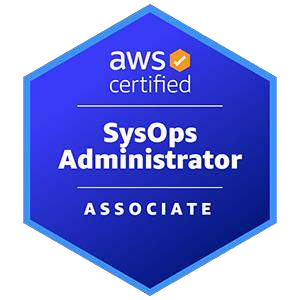 aws
certified
SysOps
Administrator
ASSOCIATE